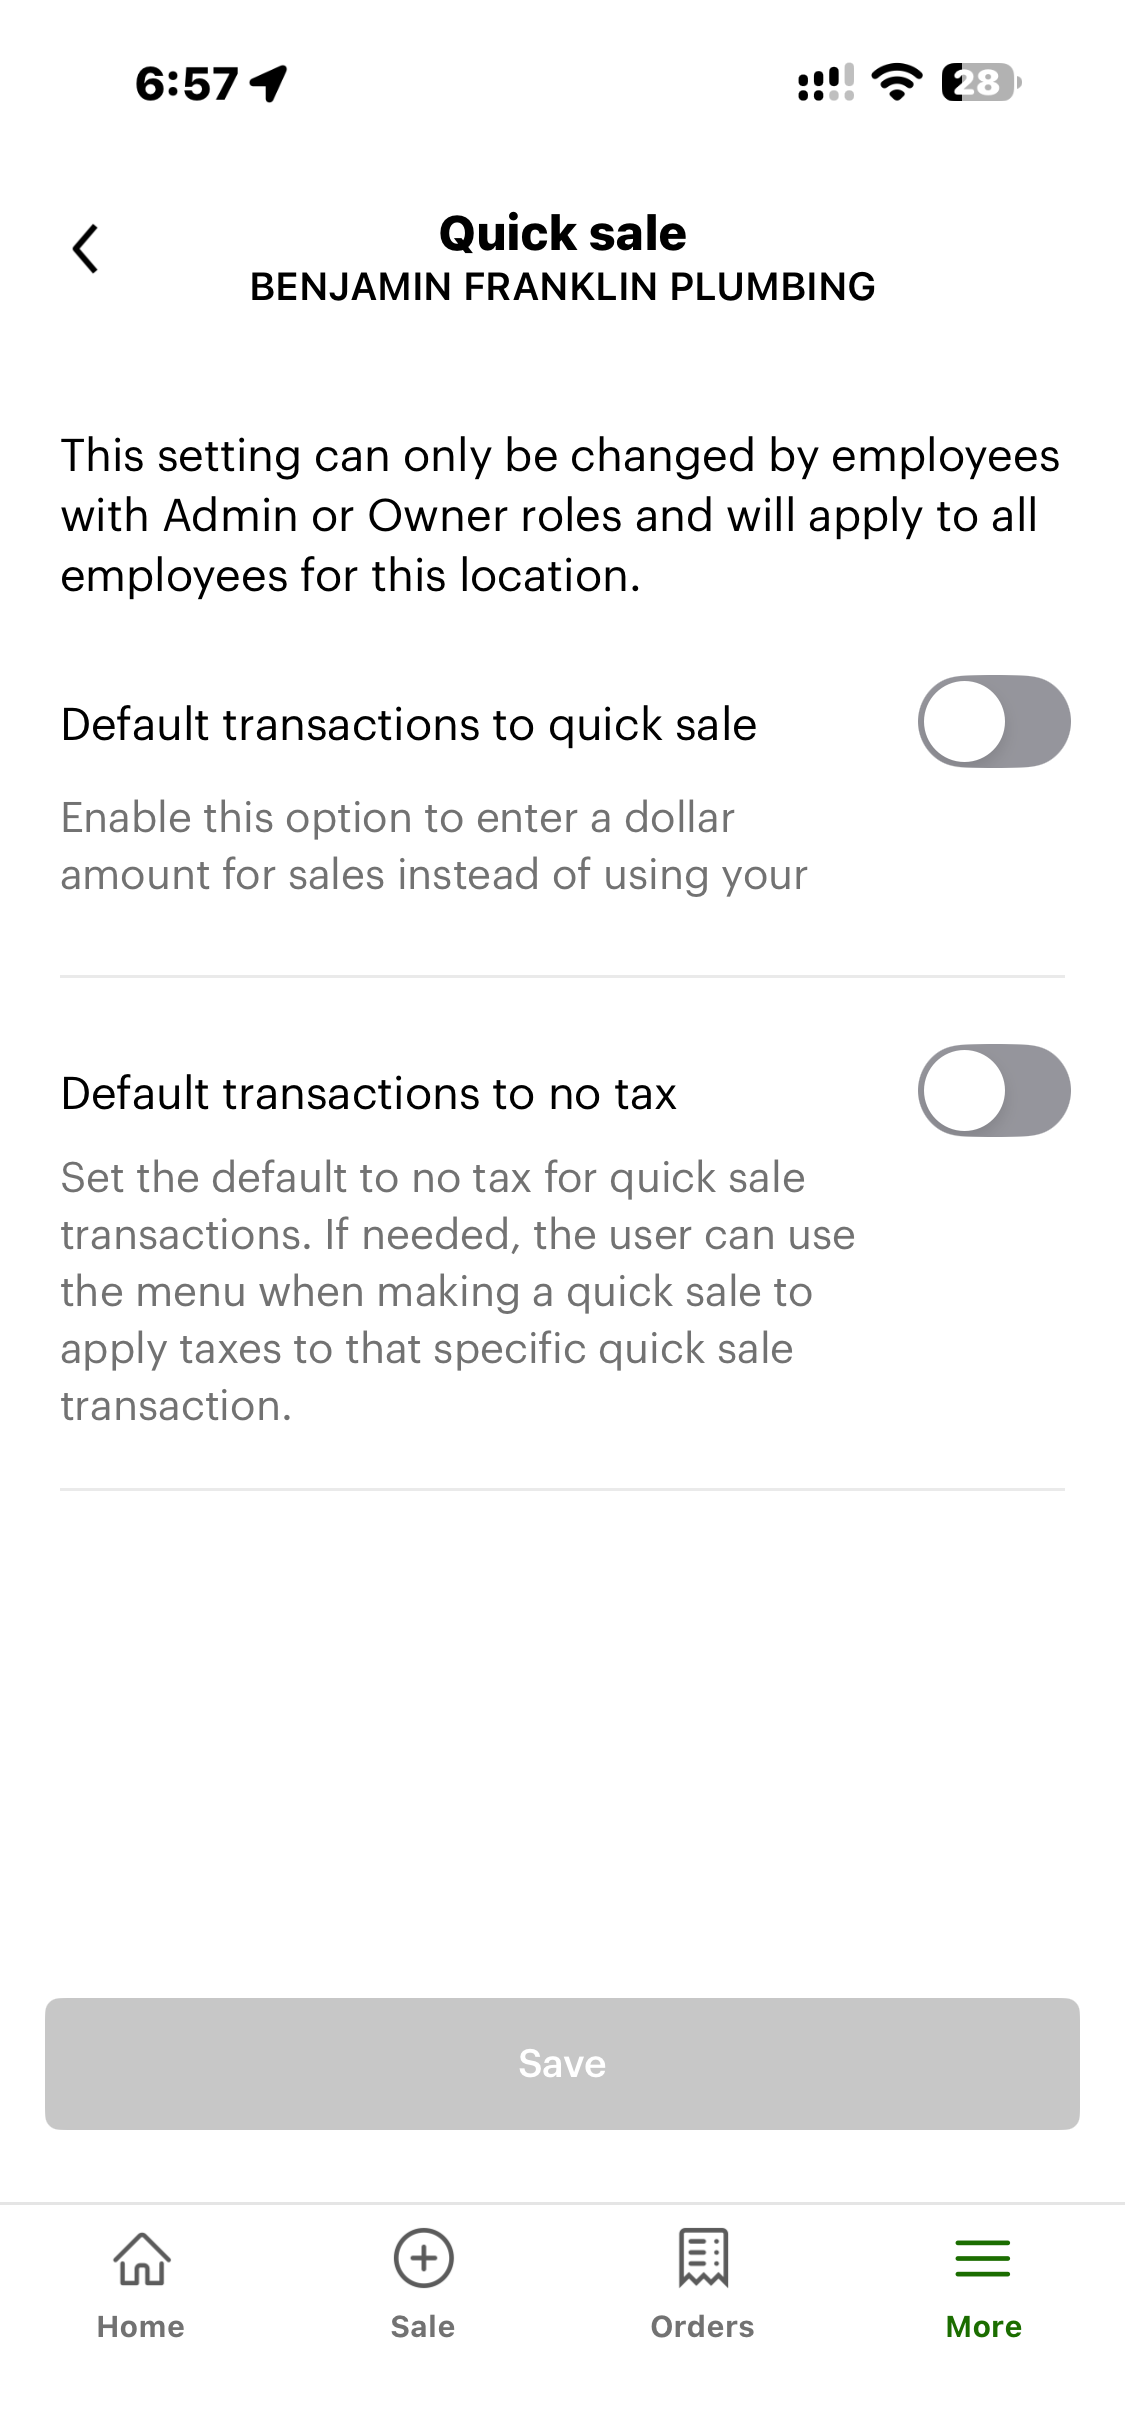 6:57
28
Quick sale
BENJAMIN FRANKLIN PLUMBING
This setting can only be changed by employees
with Admin or Owner roles and will apply to all
employees for this location.
Default transactions to quick sale
Enable this option to enter a dollar
amount for sales instead of using your
Default transactions to no tax
Set the default to no tax for quick sale
transactions. If needed, the user can use
the menu when making a quick sale to
apply taxes to that specific quick sale
transaction.
Save
Home
Sale
Orders
More